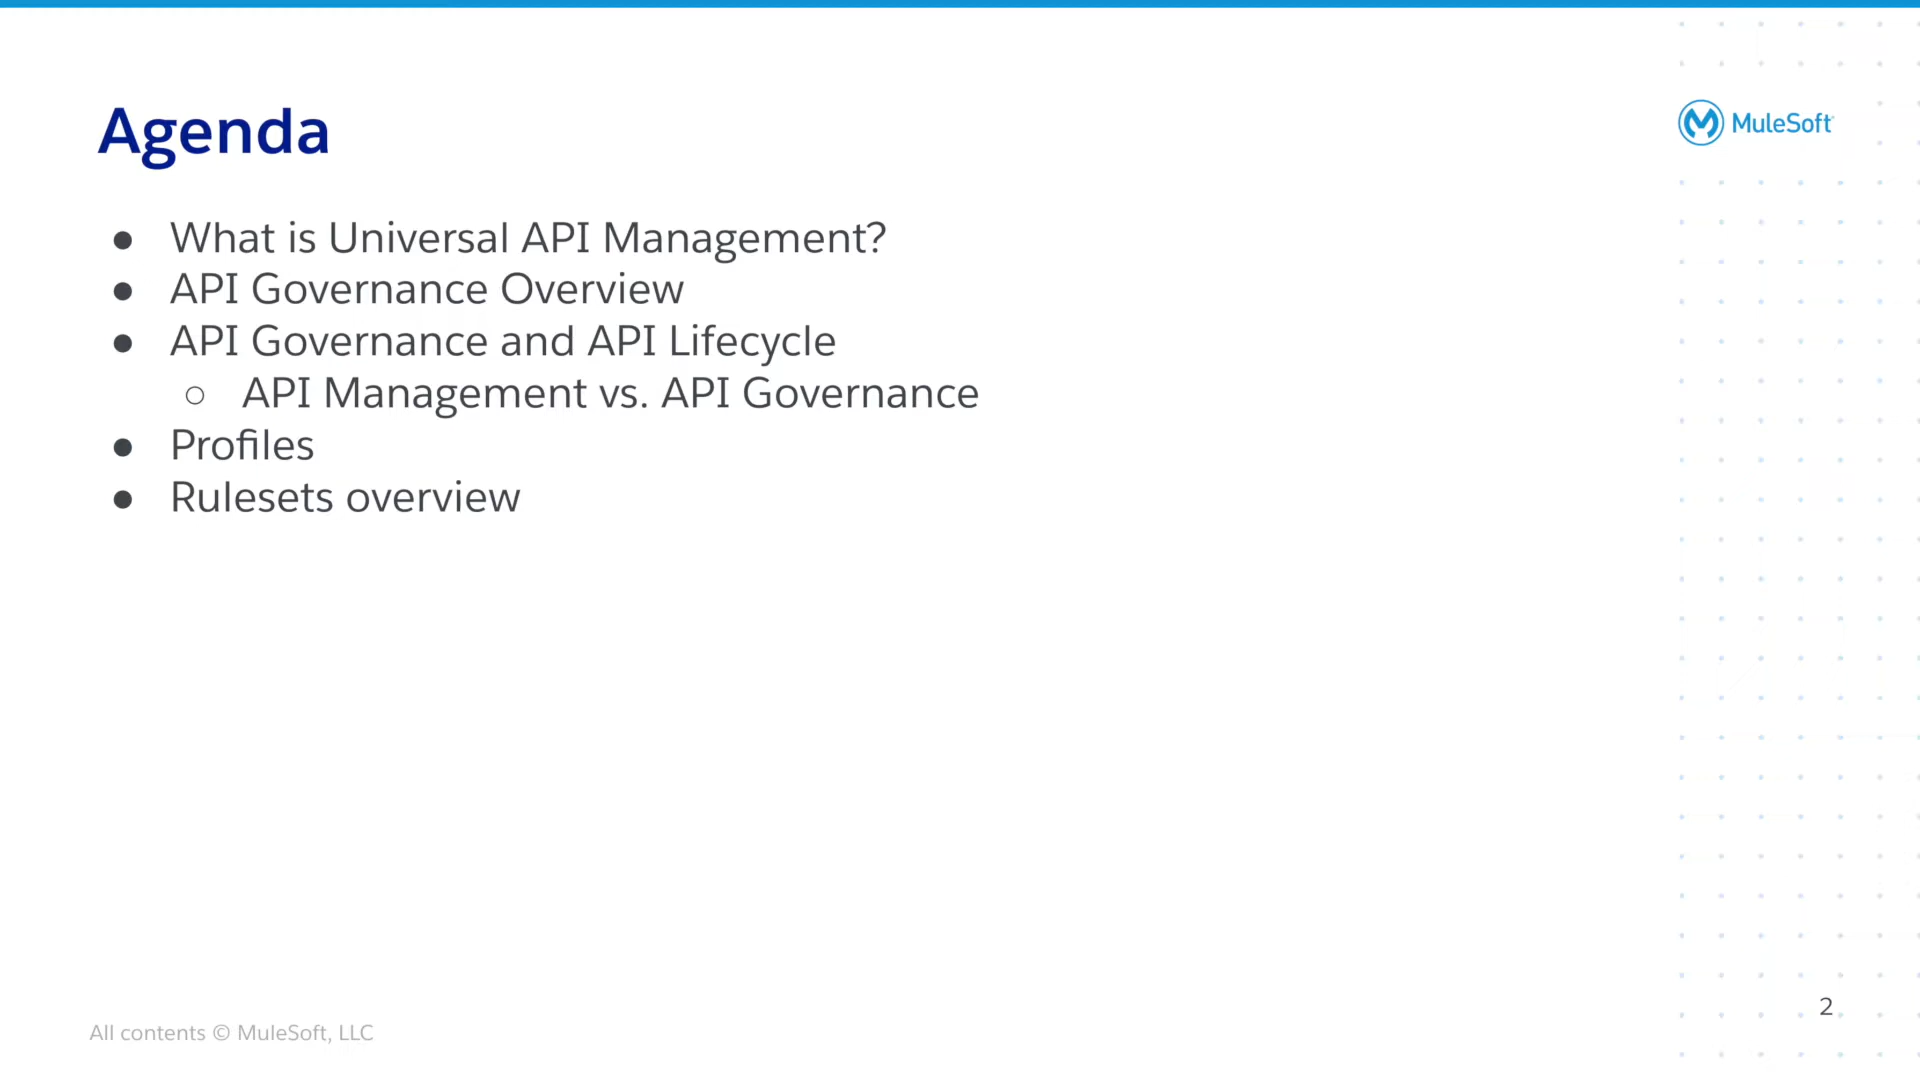 Agenda
MuleSoft
● What is Universal API Management?
● API Governance Overview
● API Governance and API Lifecycle
○ API Management vs. API Governance
● Profiles
● Rulesets overview
2
All contents © MuleSoft, LLC